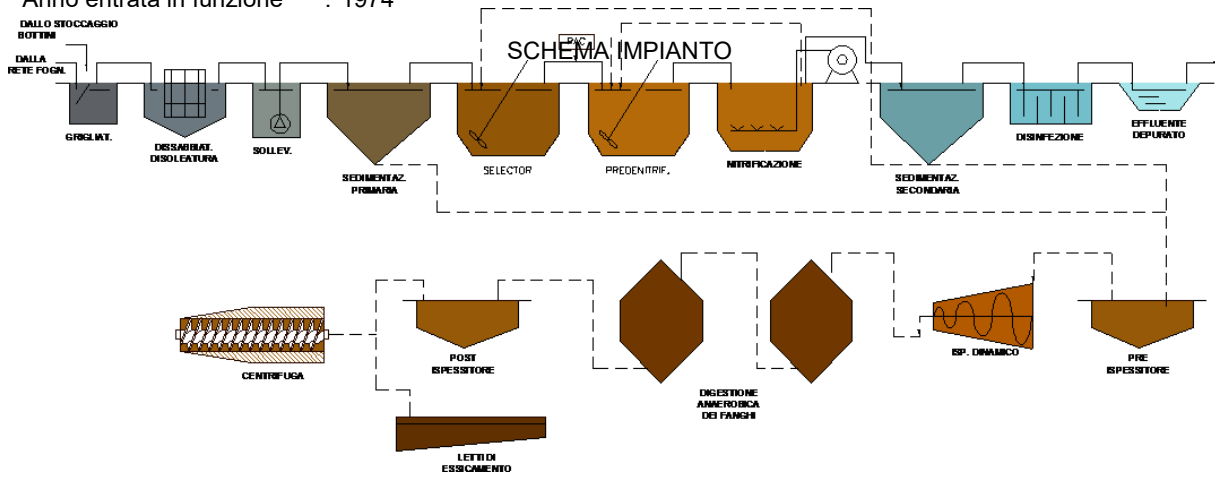 Anno entrata in funzione : 1974
DALLO STOCCAGGIO
BOTTINI
DALLA
RETE FOGN.
PAC
SCHEMA IMPIANTO
GRIGLIAT.
DISSABBIAT.
DISOLEATURA
SOLLEV.
SEDIMENTAZ.
PRIMARIA
SELECTOR
PREDENITRIF.
NITRIFICAZIONE
SEDIMENTAZ.
SECONDARIA
DISINFEZIONE
EFFLUENTE
DEPURATO
CENTRIFUGA
POST
ISPESSITORE
DIGESTIONE
ANAEROBICA
DEI FANGHI
ISP. DINAMICO
PRE
ISPESSITORE
LETTI DI
ESSICAMENTO